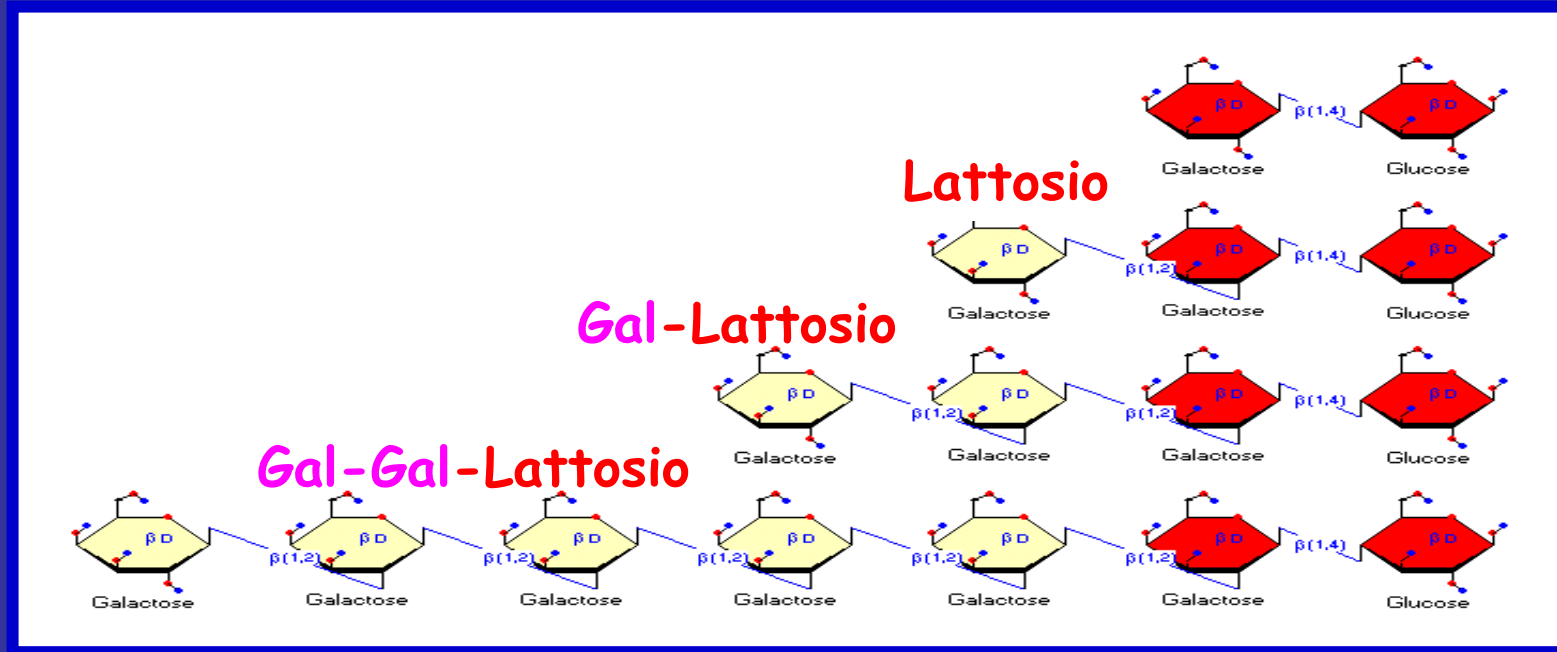 β D β(1,4) β D
Galactose Glucose
Lattosio
β D β(1,2) β D β(1,4) β D
Galactose Galactose Glucose
Gal-Lattosio
β D β(1,2) β D β(1,2) β D β(1,4) β D
Galactose Galactose Galactose Glucose
Gal-Gal-Lattosio
β D β(1,2) β D β(1,2) β D β(1,2) β D β(1,2) β D β(1,2) β D β(1,4) β D
Galactose Galactose Galactose Galactose Galactose Galactose Glucose